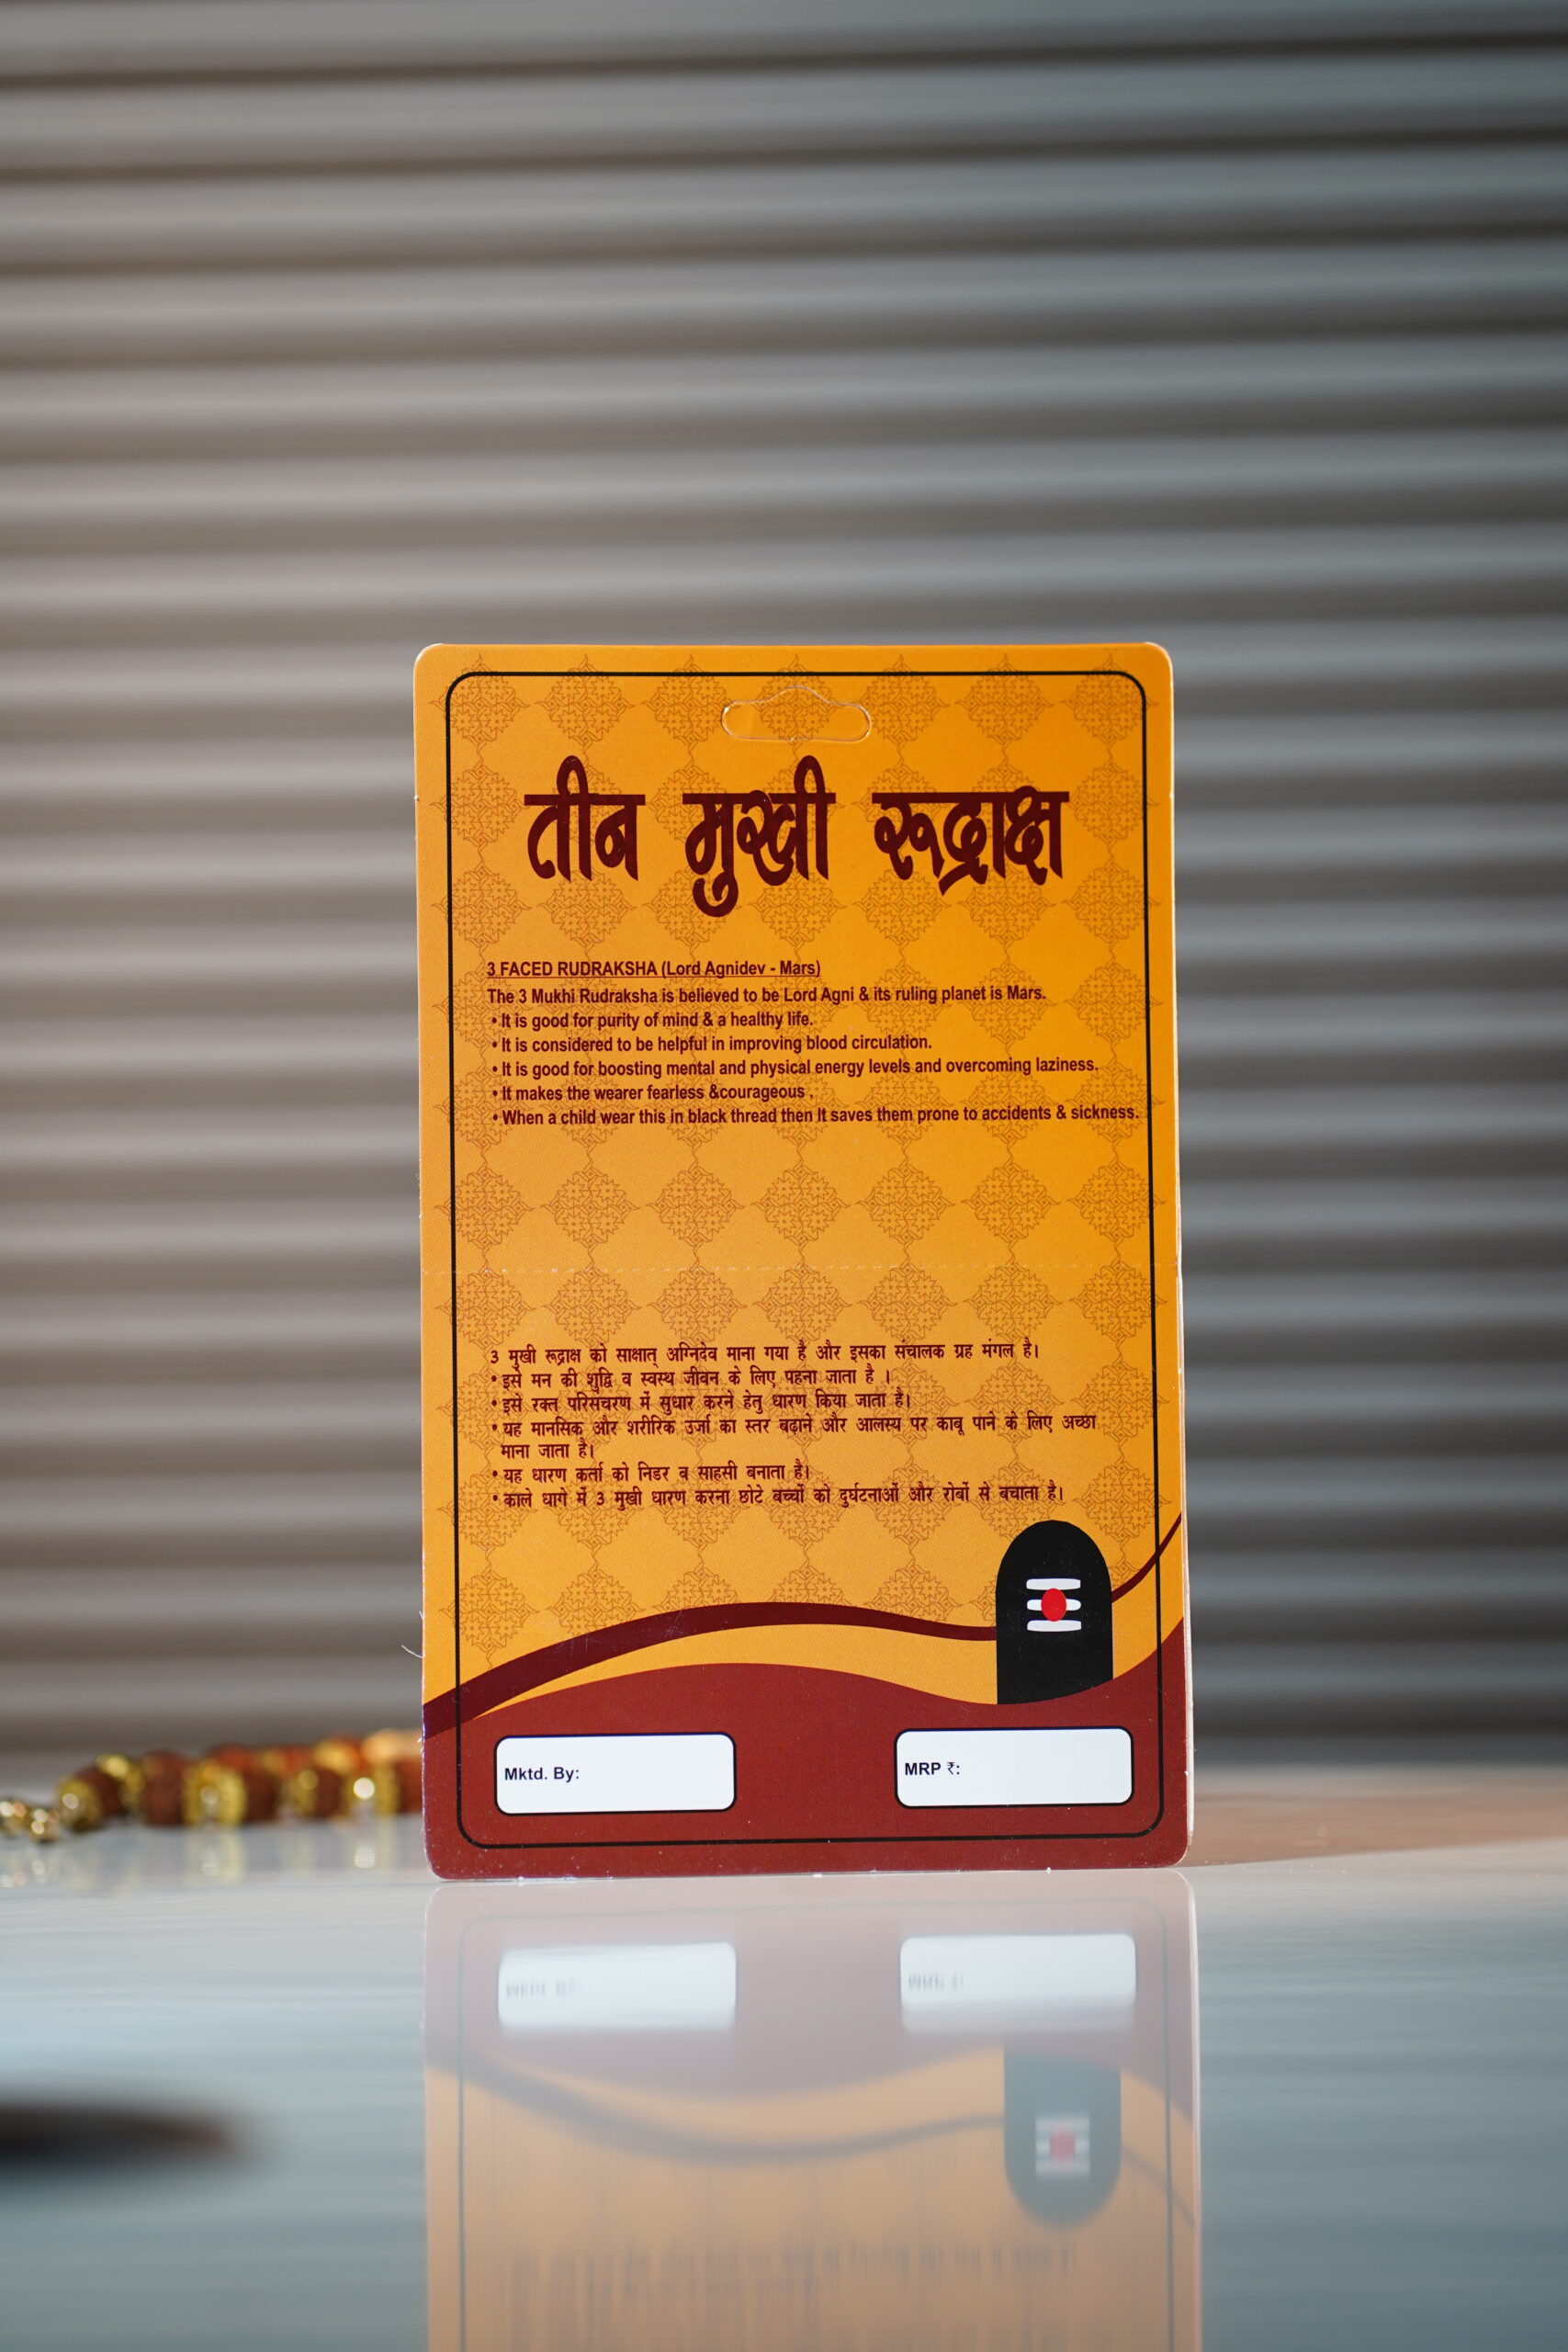 तीन मुखी रूद्राक्ष
3 FACED RUDRAKSHA (Lord Agnidev - Mars)
The 3 Mukhi Rudraksha is believed to be Lord Agni & its ruling planet is Mars.
• It is good for purity of mind & a healthy life.
• It is considered to be helpful in improving blood circulation.
• It is good for boosting mental and physical energy levels and overcoming laziness.
• It makes the wearer fearless &courageous .
• When a child wear this in black thread then It saves them prone to accidents & sickness.
3 मुखी रूद्राक्ष को साक्षात् अग्निदेव माना गया है और इसका संचालक ग्रह मंगल है।
• इसे मन की शुद्वि व स्वस्थ जीवन के लिए पहना जाता है ।
• इसे रक्त परिसंचरण में सुधार करने हेतु धारण किया जाता है।
• यह मानसिक और शरीरिक उर्जा का स्तर बढ़ाने और आलस्य पर काबू पाने के लिए अच्छा
माना जाता है।
• यह धारण कर्ता को निडर व साहसी बनाता है।
• काले धागे में 3 मुखी धारण करना छोटे बच्चों को दुर्घटनाओं और रोबों से बचाता है।
Mktd. By:
MRP ₹: